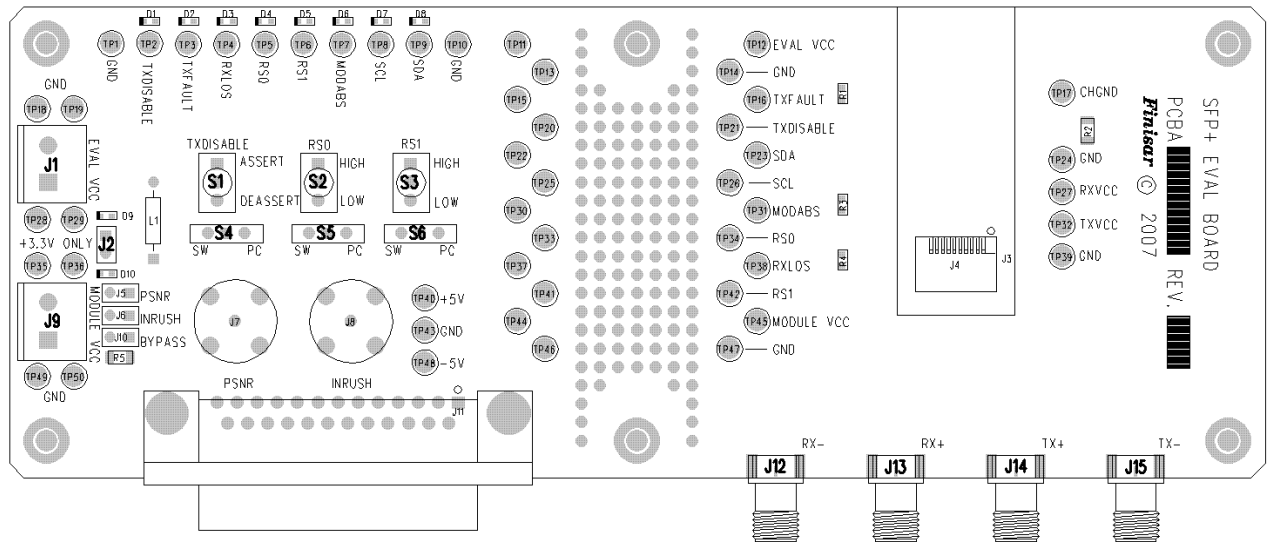 D1 D2 D3 D4 D5 D6 D7 D8
TP1 TP2 TP3 TP4 TP5 TP6 TP7 TP8 TP9 TP10
GND TXDISABLE TXFAULT RXLOS RS0 RS1 MODABS SCL SDA GND
GND
TP18 TP19
J1
EVAL VCC
TP28 TP29
+3.3V ONLY
TP35 TP36
J9
MODULE VCC
TP49 TP50
GND
D9
J2
D10
L1
J5 PSNR
J6 INRUSH
J10 BYPASS
R5
TXDISABLE
ASSERT
S1
DEASSERT
RS0
HIGH
S2
LOW
RS1
HIGH
S3
LOW
S4
SW PC
S5
SW PC
S6
SW PC
J7
PSNR
J8
INRUSH
TP40 +5V
TP43 GND
TP48 -5V
J11
TP11
TP13
TP15
TP20
TP22
TP25
TP30
TP33
TP37
TP41
TP44
TP46
TP12 EVAL VCC
TP14 GND
TP16 TXFAULT R1
TP21 TXDISABLE
TP23 SDA
TP26 SCL
TP31 MODABS R3
TP34 RS0
TP38 RXLOS R4
TP42 RS1
TP45 MODULE VCC
TP47 GND
J4
J3
TP17 CHGND
R2
TP24 GND
TP27 RXVCC
TP32 TXVCC
TP39 GND
SFP+ EVAL BOARD
PCBA REV.
Finisar © 2007
RX- RX+ TX+ TX-
J12 J13 J14 J15